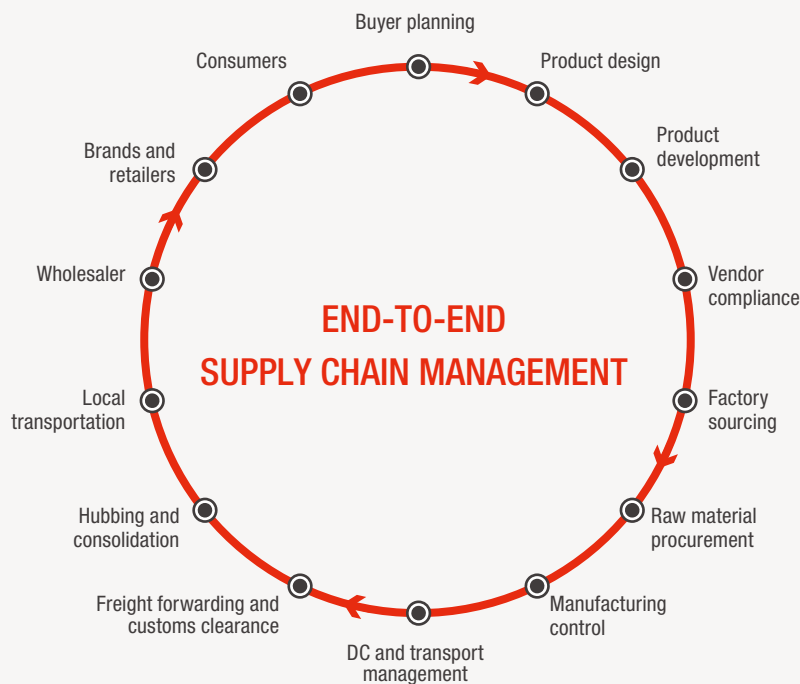 Buyer planning
Product design
Product
development
Vendor
compliance
Factory
sourcing
Raw material
procurement
Manufacturing
control
DC and transport
management
Freight forwarding and
customs clearance
Hubbing and
consolidation
Local
transportation
Wholesaler
Brands and
retailers
Consumers
END-TO-END
SUPPLY CHAIN MANAGEMENT